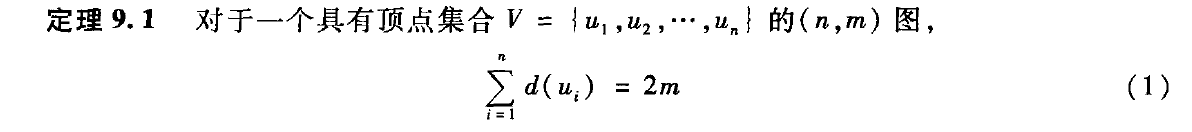 定理 9.1 对于一个具有顶点集合 V = {u₁,u₂,⋯,uₙ} 的(n,m) 图,
∑ᵢ₌₁ⁿ d(uᵢ) = 2m (1)